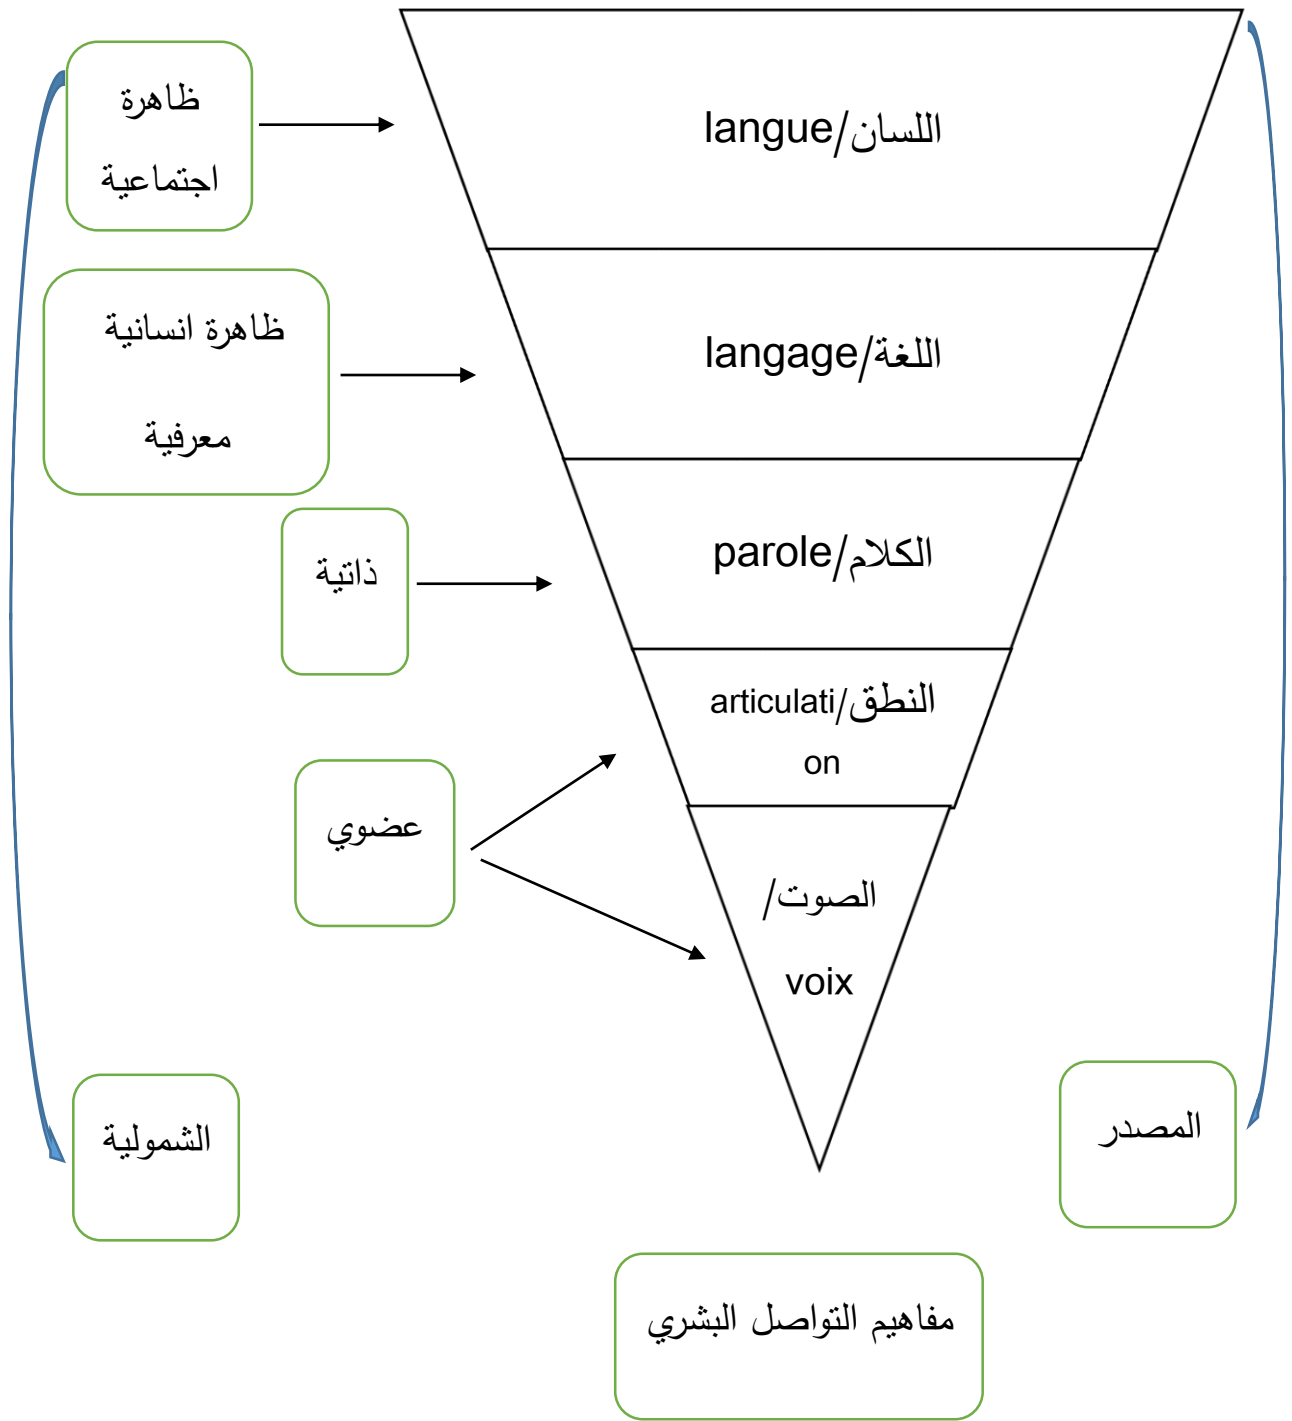 ظاهرة
اجتماعية
اللسان/langue
ظاهرة انسانية
معرفية
اللغة/langage
ذاتية
الكلام/parole
النطق/articulati
on
عضوي
الصوت/
voix
المصدر
الشمولية
مفاهيم التواصل البشري